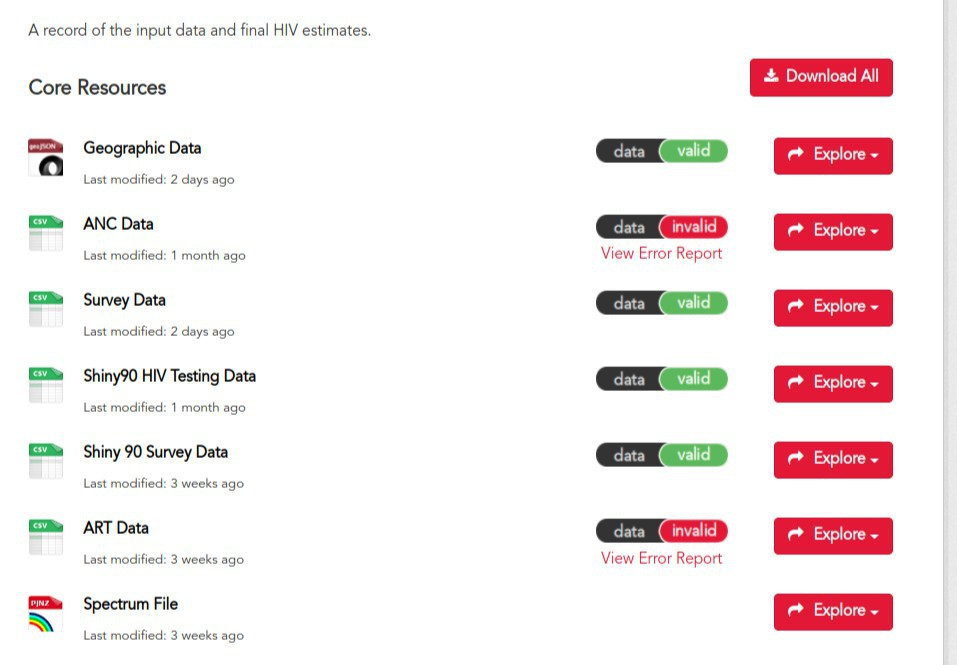 A record of the input data and final HIV estimates.
Download All
Core Resources
geoJSON
Geographic Data
data valid
Explore
Last modified: 2 days ago
CSV
ANC Data
data invalid
Explore
View Error Report
Last modified: 1 month ago
CSV
Survey Data
data valid
Explore
Last modified: 2 days ago
CSV
Shiny90 HIV Testing Data
data valid
Explore
Last modified: 1 month ago
CSV
Shiny 90 Survey Data
data valid
Explore
Last modified: 3 weeks ago
CSV
ART Data
data invalid
Explore
View Error Report
Last modified: 3 weeks ago
PJNZ
Spectrum File
Explore
Last modified: 3 weeks ago